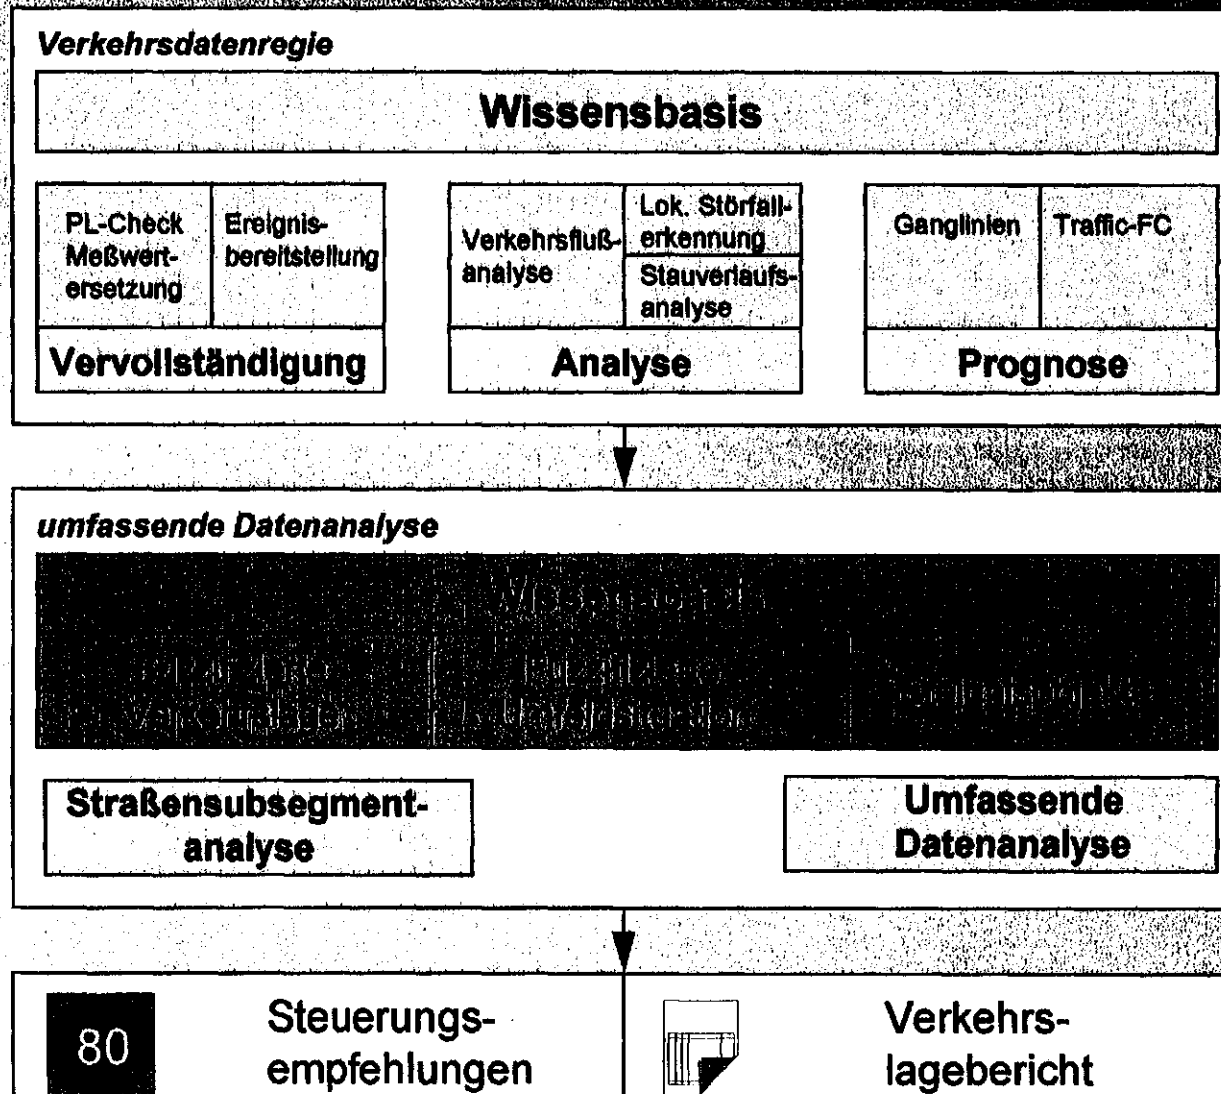 Verkehrsdatenregie
Wissensbasis
PL-Check
Meßwert-
ersetzung
Ereignis-
bereitstellung
Vervollständigung
Verkehrsfluß-
analyse
Lok. Störfall-
erkennung
Stauverlaufs-
analyse
Analyse
Ganglinien
Traffic-FC
Prognose
umfassende Datenanalyse
Straßensubsegment-
analyse
Umfassende
Datenanalyse
80
Steuerungs-
empfehlungen
Verkehrs-
lagebericht